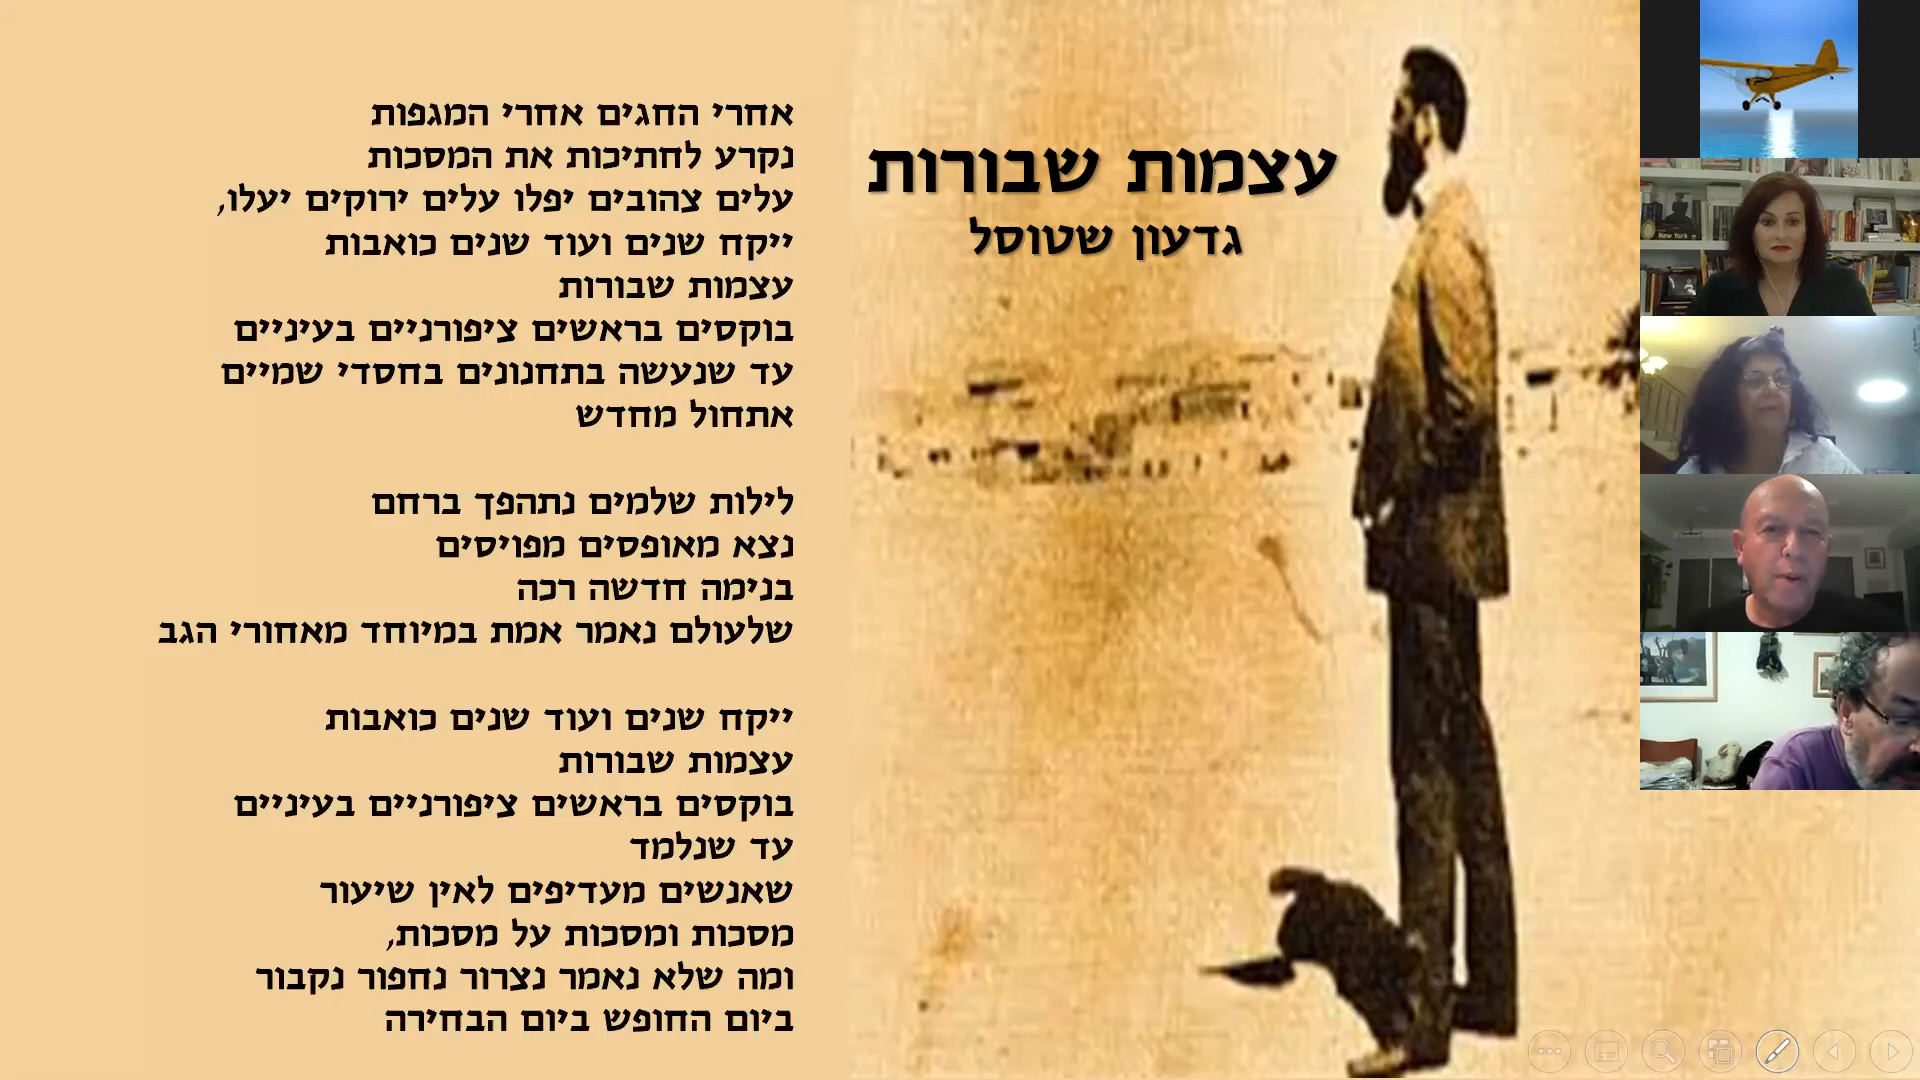 עצמות שבורות
גדעון שטוסל
אחרי החגים אחרי המגפות
נקרע לחתיכות את המסכות
עלים צהובים יפלו עלים ירוקים יעלו,
ייקח שנים ועוד שנים כואבות
עצמות שבורות
בוקסים בראשים ציפורניים בעיניים
עד שנעשה בתחנונים בחסדי שמיים
אתחול מחדש
לילות שלמים נתהפך ברחם
נצא מאופסים מפויסים
בנימה חדשה רכה
שלעולם נאמר אמת במיוחד מאחורי הגב
ייקח שנים ועוד שנים כואבות
עצמות שבורות
בוקסים בראשים ציפורניים בעיניים
עד שנלמד
שאנשים מעדיפים לאין שיעור
מסכות ומסכות על מסכות,
ומה שלא נאמר נצרור נחפור נקבור
ביום החופש ביום הבחירה
New York